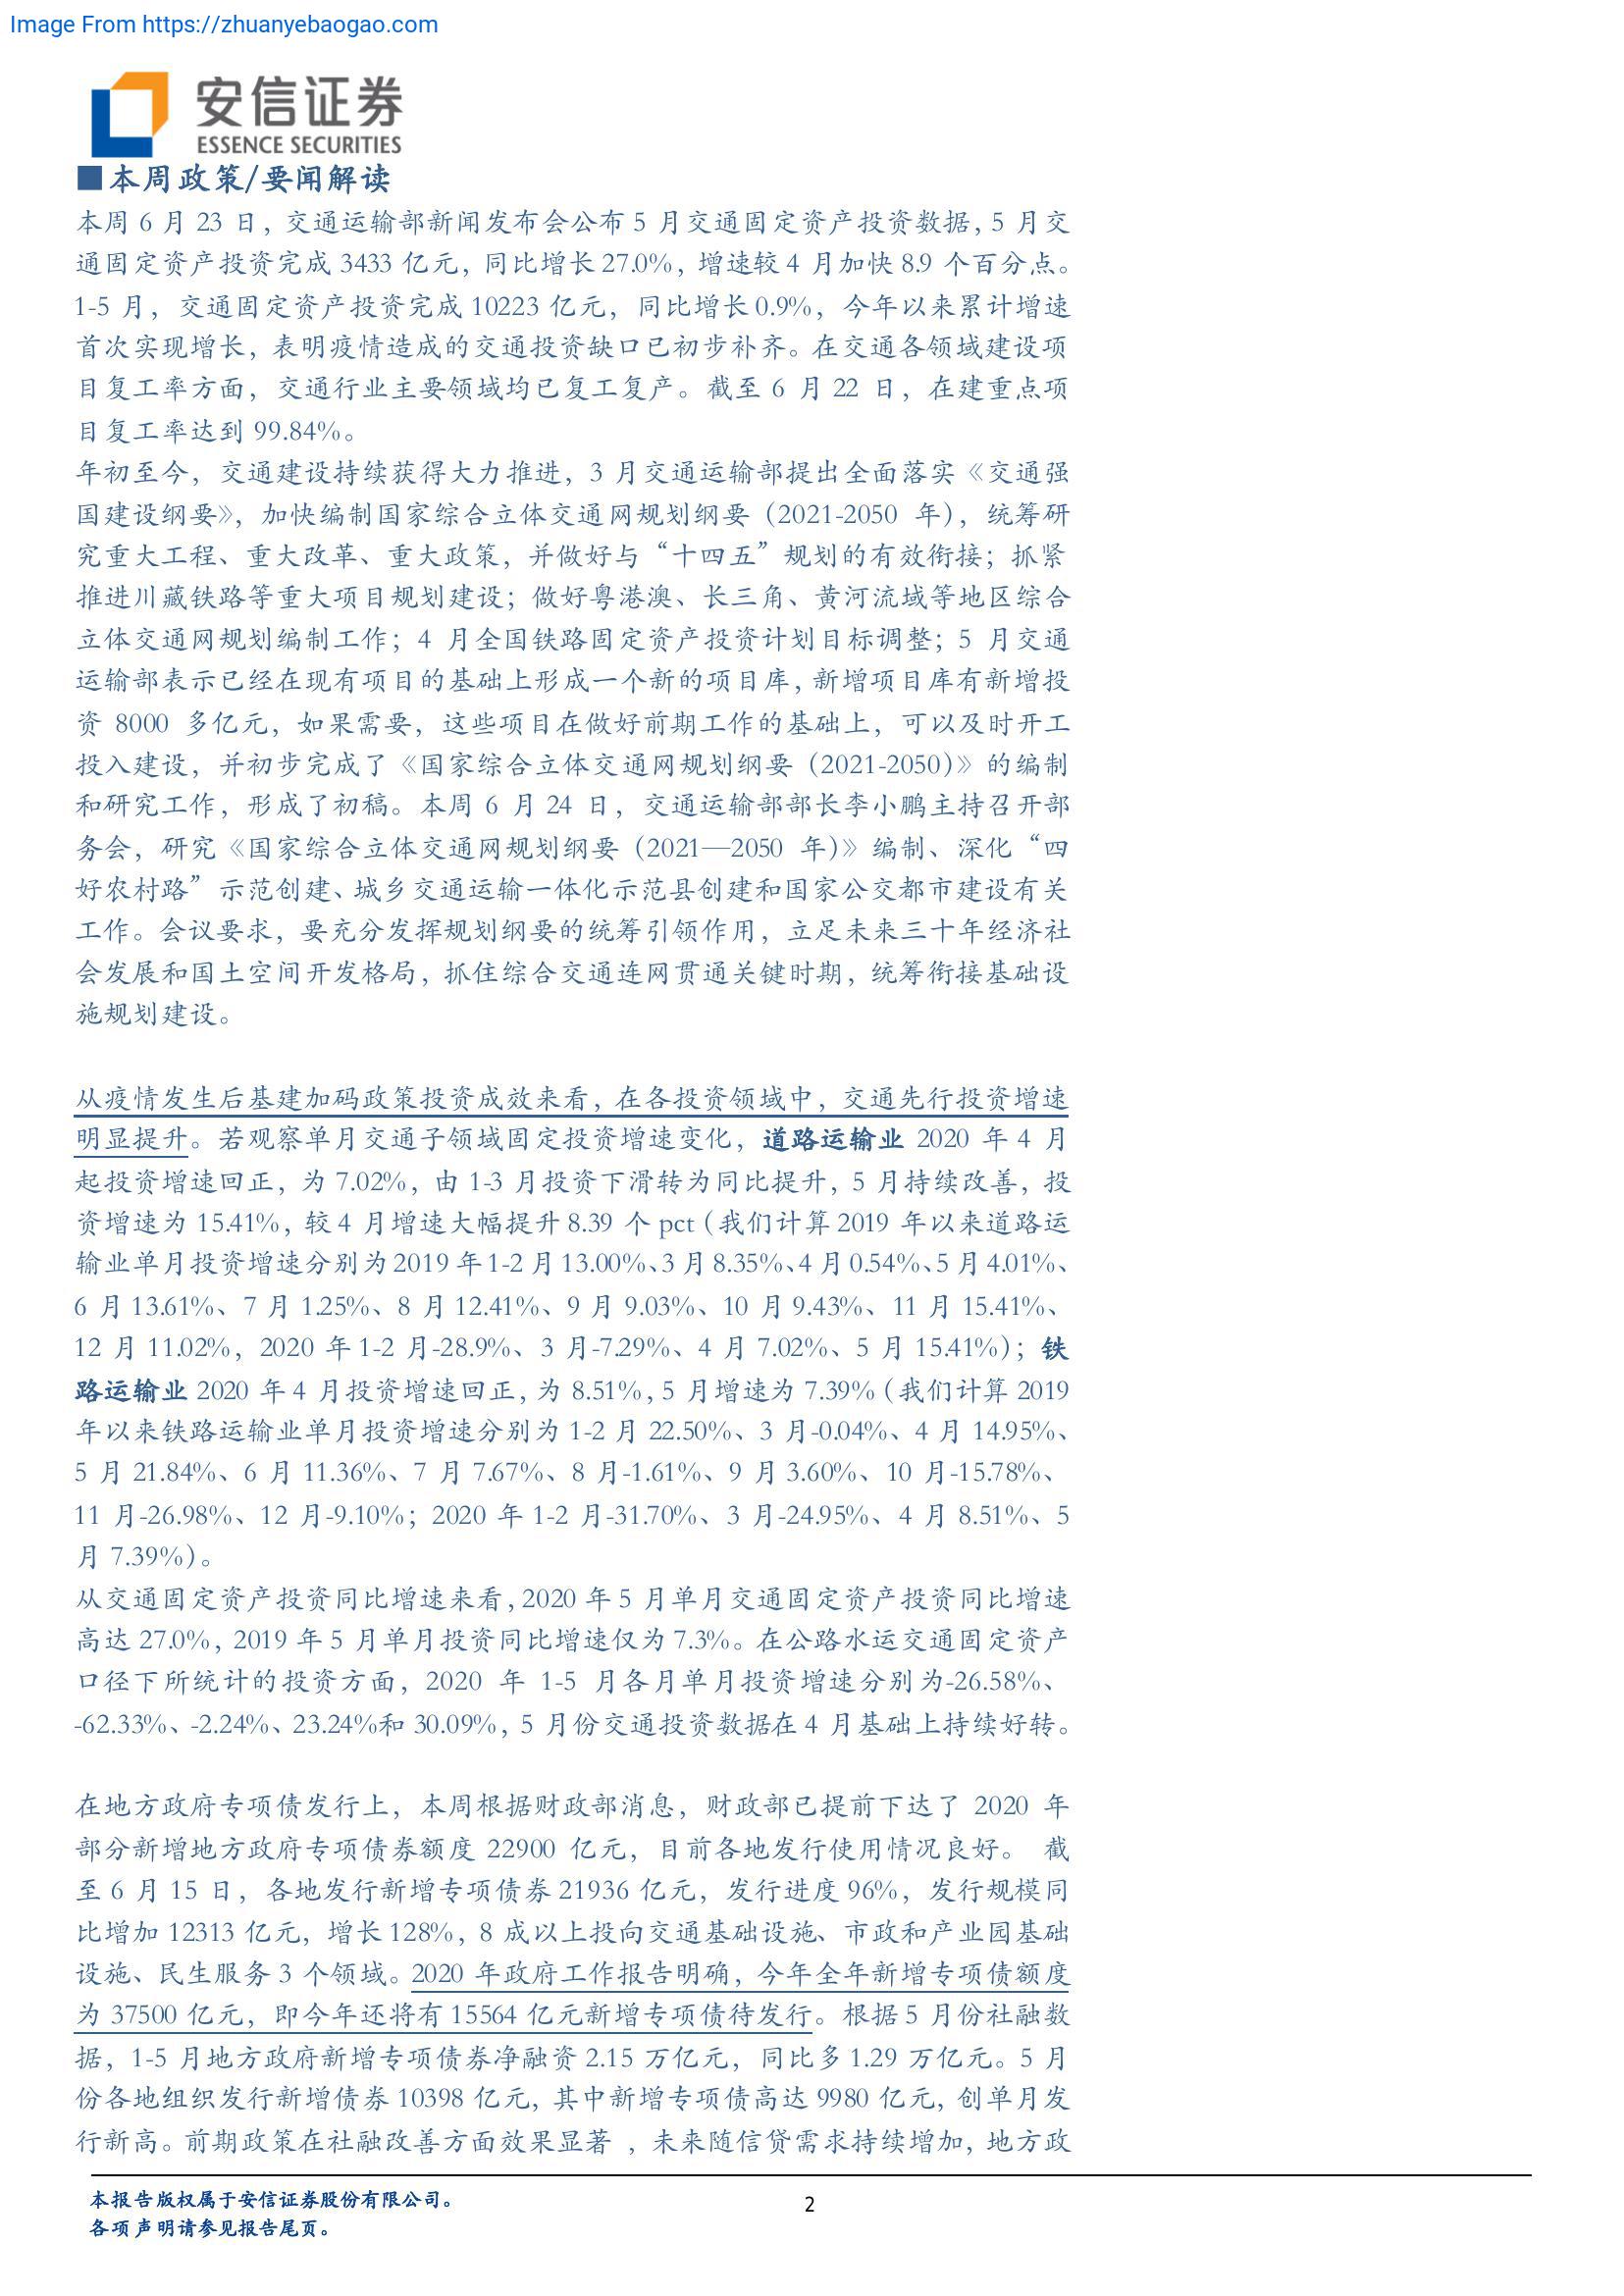 Image From https://zhuanyebaogao.com
安信证券
ESSENCE SECURITIES
■本周政策/要闻解读
本周 6 月 23 日，交通运输部新闻发布会公布 5 月交通固定资产投资数据，5 月交
通固定资产投资完成 3433 亿元，同比增长 27.0%，增速较 4 月加快 8.9 个百分点。
1-5 月，交通固定资产投资完成 10223 亿元，同比增长 0.9%，今年以来累计增速
首次实现增长，表明疫情造成的交通投资缺口已初步补齐。在交通各领域建设项
目复工率方面，交通行业主要领域均已复工复产。截至 6 月 22 日，在建重点项
目复工率达到 99.84%。
年初至今，交通建设持续获得大力推进，3 月交通运输部提出全面落实《交通强
国建设纲要》，加快编制国家综合立体交通网规划纲要（2021-2050 年），统筹研
究重大工程、重大改革、重大政策，并做好与“十四五”规划的有效衔接；抓紧
推进川藏铁路等重大项目规划建设；做好粤港澳、长三角、黄河流域等地区综合
立体交通网规划编制工作；4 月全国铁路固定资产投资计划目标调整；5 月交通
运输部表示已经在现有项目的基础上形成一个新的项目库，新增项目库有新增投
资 8000 多亿元，如果需要，这些项目在做好前期工作的基础上，可以及时开工
投入建设，并初步完成了《国家综合立体交通网规划纲要（2021-2050）》的编制
和研究工作，形成了初稿。本周 6 月 24 日，交通运输部部长李小鹏主持召开部
务会，研究《国家综合立体交通网规划纲要（2021—2050 年）》编制、深化“四
好农村路”示范创建、城乡交通运输一体化示范县创建和国家公交都市建设有关
工作。会议要求，要充分发挥规划纲要的统筹引领作用，立足未来三十年经济社
会发展和国土空间开发格局，抓住综合交通连网贯通关键时期，统筹衔接基础设
施规划建设。
从疫情发生后基建加码政策投资成效来看，在各投资领域中，交通先行投资增速
明显提升。若观察单月交通子领域固定投资增速变化，道路运输业 2020 年 4 月
起投资增速回正，为 7.02%，由 1-3 月投资下滑转为同比提升，5 月持续改善，投
资增速为 15.41%，较 4 月增速大幅提升 8.39 个 pct（我们计算 2019 年以来道路运
输业单月投资增速分别为 2019 年 1-2 月 13.00%、3 月 8.35%、4 月 0.54%、5 月 4.01%、
6 月 13.61%、7 月 1.25%、8 月 12.41%、9 月 9.03%、10 月 9.43%、11 月 15.41%、
12 月 11.02%，2020 年 1-2 月-28.9%、3 月-7.29%、4 月 7.02%、5 月 15.41%）；铁
路运输业 2020 年 4 月投资增速回正，为 8.51%，5 月增速为 7.39%（我们计算 2019
年以来铁路运输业单月投资增速分别为 1-2 月 22.50%、3 月-0.04%、4 月 14.95%、
5 月 21.84%、6 月 11.36%、7 月 7.67%、8 月-1.61%、9 月 3.60%、10 月-15.78%、
11 月-26.98%、12 月-9.10%；2020 年 1-2 月-31.70%、3 月-24.95%、4 月 8.51%、5
月 7.39%）。
从交通固定资产投资同比增速来看，2020 年 5 月单月交通固定资产投资同比增速
高达 27.0%，2019 年 5 月单月投资同比增速仅为 7.3%。在公路水运交通固定资产
口径下所统计的投资方面，2020 年 1-5 月各月单月投资增速分别为-26.58%、
-62.33%、-2.24%、23.24%和 30.09%，5 月份交通投资数据在 4 月基础上持续好转。
在地方政府专项债发行上，本周根据财政部消息，财政部已提前下达了 2020 年
部分新增地方政府专项债券额度 22900 亿元，目前各地发行使用情况良好。 截
至 6 月 15 日，各地发行新增专项债券 21936 亿元，发行进度 96%，发行规模同
比增加 12313 亿元，增长 128%，8 成以上投向交通基础设施、市政和产业园基础
设施、民生服务 3 个领域。2020 年政府工作报告明确，今年全年新增专项债额度
为 37500 亿元，即今年还将有 15564 亿元新增专项债待发行。根据 5 月份社融数
据，1-5 月地方政府新增专项债券净融资 2.15 万亿元，同比多 1.29 万亿元。5 月
份各地组织发行新增债券 10398 亿元，其中新增专项债高达 9980 亿元，创单月发
行新高。前期政策在社融改善方面效果显著 ，未来随信贷需求持续增加，地方政
本报告版权属于安信证券股份有限公司。
各项声明请参见报告尾页。
2